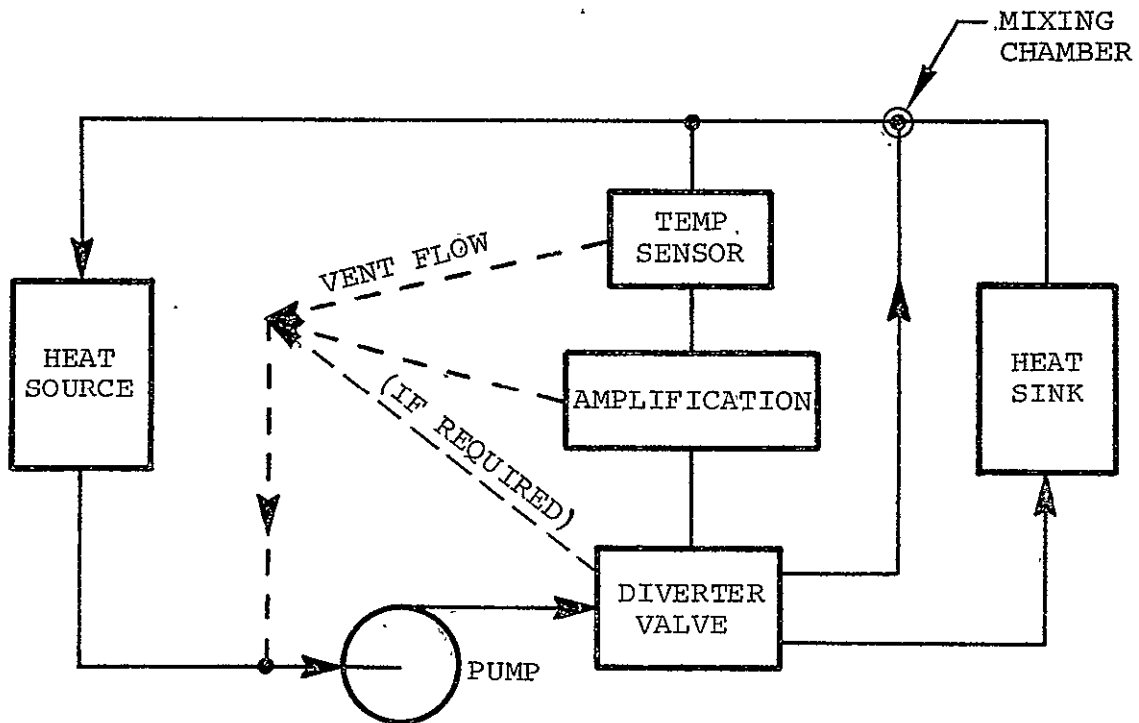 MIXING
CHAMBER
TEMP
SENSOR
VENT FLOW
HEAT
SOURCE
AMPLIFICATION
HEAT
SINK
(IF REQUIRED)
DIVERTER
VALVE
PUMP